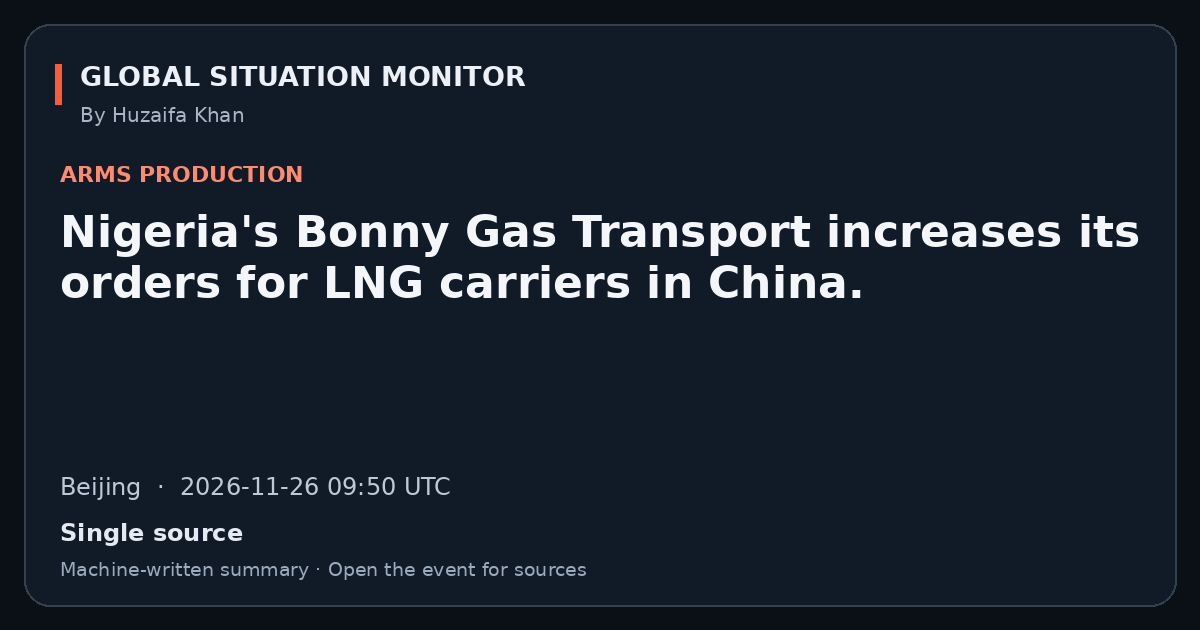 GLOBAL SITUATION MONITOR
By Huzaifa Khan
ARMS PRODUCTION
Nigeria's Bonny Gas Transport increases its
orders for LNG carriers in China.
Beijing · 2026-11-26 09:50 UTC
Single source
Machine-written summary · Open the event for sources